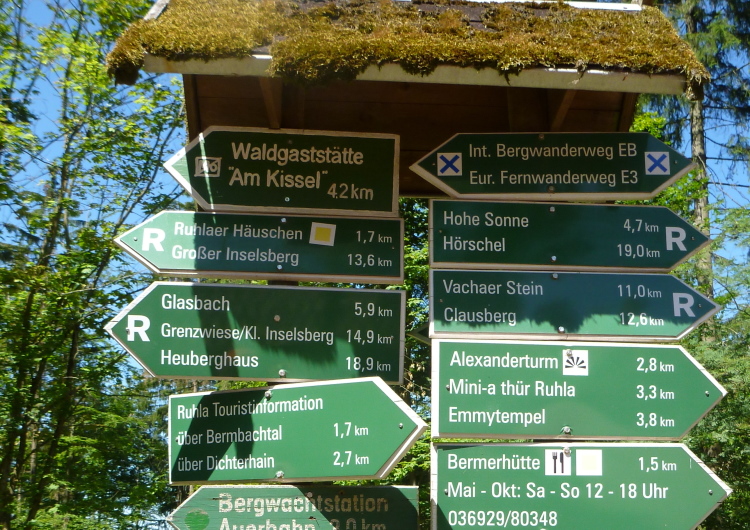 Waldgaststätte
"Am Kissel" 4.2 km
R Ruhlaer Häuschen 1,7 km
Großer Inselsberg 13,6 km
R Glasbach 5,9 km
Grenzwiese/Kl. Inselsberg 14,9 km
Heuberghaus 18,9 km
Ruhla Touristinformation
über Bermbachtal 1,7 km
über Dichterhain 2,7 km
Bergwachtstation
Auerhahn km
Int. Bergwanderweg EB
Eur. Fernwanderweg E3
Hohe Sonne 4,7 km
Hörschel 19,0 km R
Vachaer Stein 11,0 km
Clausberg 12,6 km R
Alexanderturm 2,8 km
Mini-a thür Ruhla 3,3 km
Emmytempel 3,8 km
Bermerhütte 1,5 km
Mai - Okt: Sa - So 12 - 18 Uhr
036929/80348